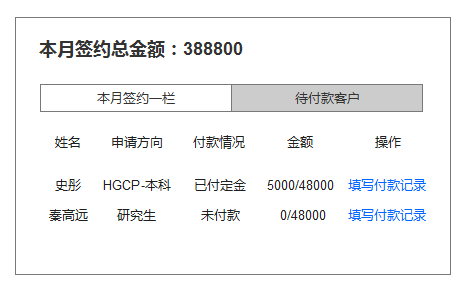 本月签约总金额：388800
本月签约一栏 待付款客户
姓名 申请方向 付款情况 金额 操作
史彤 HGCP-本科 已付定金 5000/48000 填写付款记录
秦高远 研究生 未付款 0/48000 填写付款记录